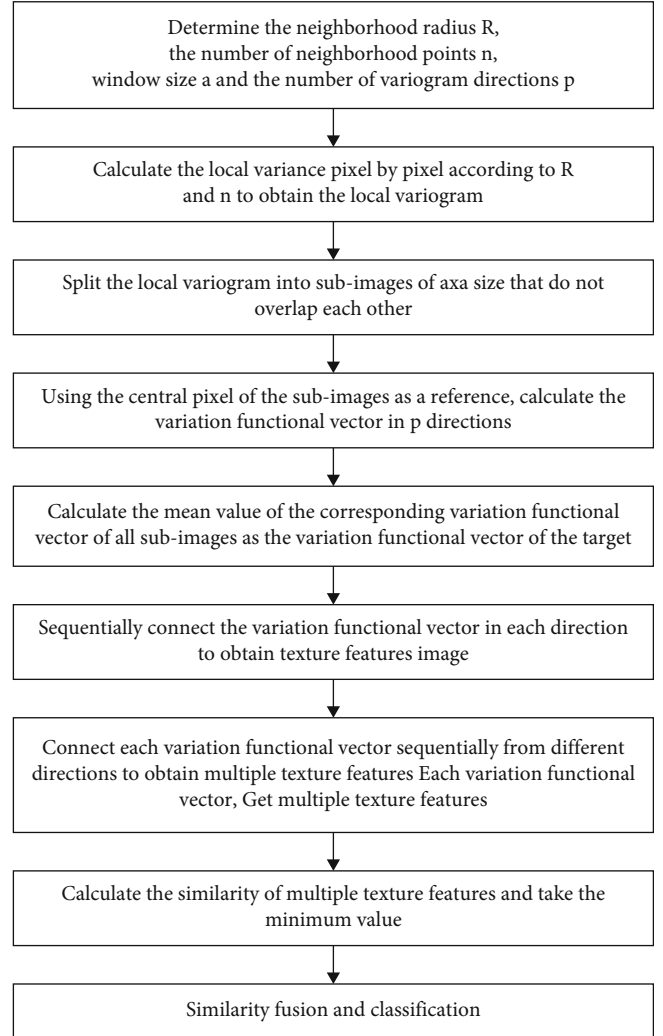 Determine the neighborhood radius R,
the number of neighborhood points n,
window size a and the number of variogram directions p
Calculate the local variance pixel by pixel according to R
and n to obtain the local variogram
Split the local variogram into sub-images of axa size that do not
overlap each other
Using the central pixel of the sub-images as a reference, calculate the
variation functional vector in p directions
Calculate the mean value of the corresponding variation functional
vector of all sub-images as the variation functional vector of the target
Sequentially connect the variation functional vector in each direction
to obtain texture features image
Connect each variation functional vector sequentially from different
directions to obtain multiple texture features Each variation functional
vector, Get multiple texture features
Calculate the similarity of multiple texture features and take the
minimum value
Similarity fusion and classification